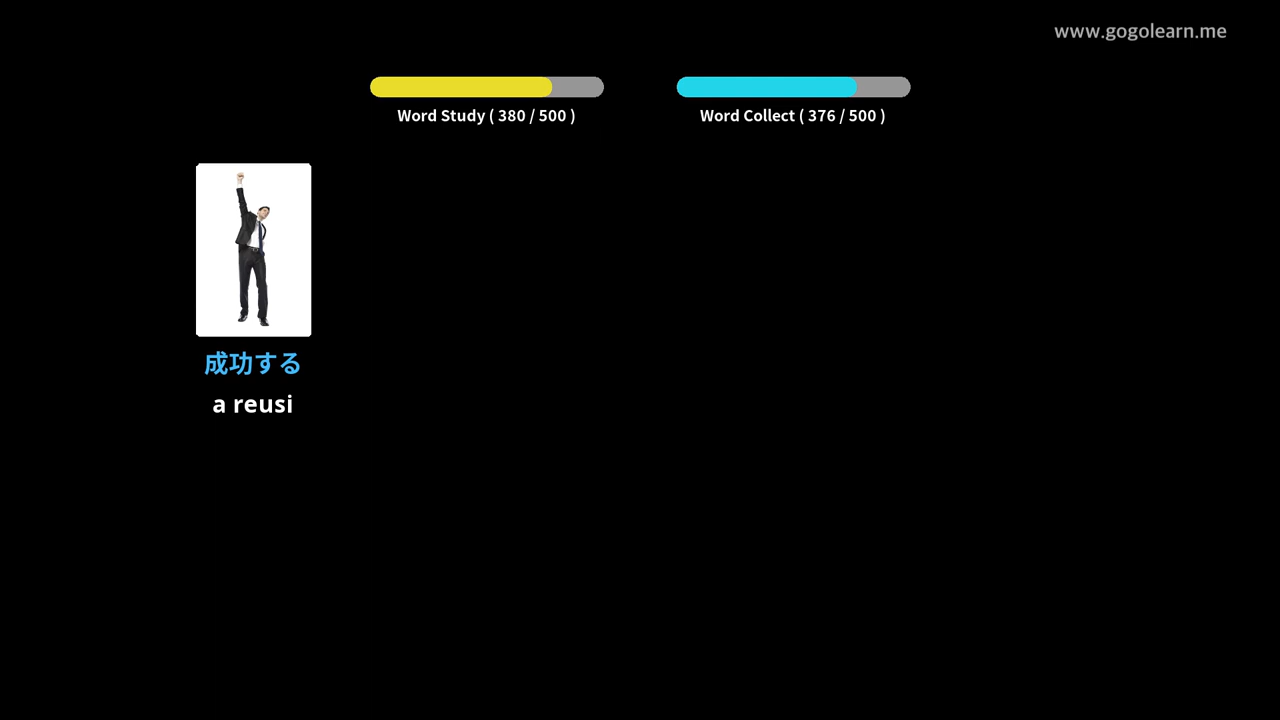 www.gogolearn.me
Word Study ( 380 / 500 )
Word Collect ( 376 / 500 )
成功する
a reusi